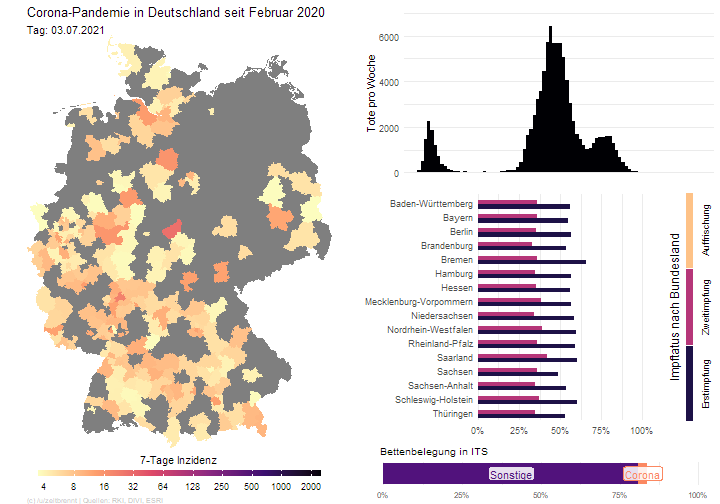 Corona-Pandemie in Deutschland seit Februar 2020
Tag: 03.07.2021
7-Tage Inzidenz
4 8 16 32 64 138 250 500 1000 2000
(c) /u/zeitbrennt | Quellen: RKI, DIVI, ESRI
Tote pro Woche
6000
4000
2000
0
Baden-Württemberg
Bayern
Berlin
Brandenburg
Bremen
Hamburg
Hessen
Mecklenburg-Vorpommern
Niedersachsen
Nordrhein-Westfalen
Rheinland-Pfalz
Saarland
Sachsen
Sachsen-Anhalt
Schleswig-Holstein
Thüringen
0% 25% 50% 75% 100%
Impfstatus nach Bundesland
Auffrischung
Zweitimpfung
Erstimpfung
Bettenbelegung in ITS
Sonstige
Corona
0% 25% 50% 75% 100%